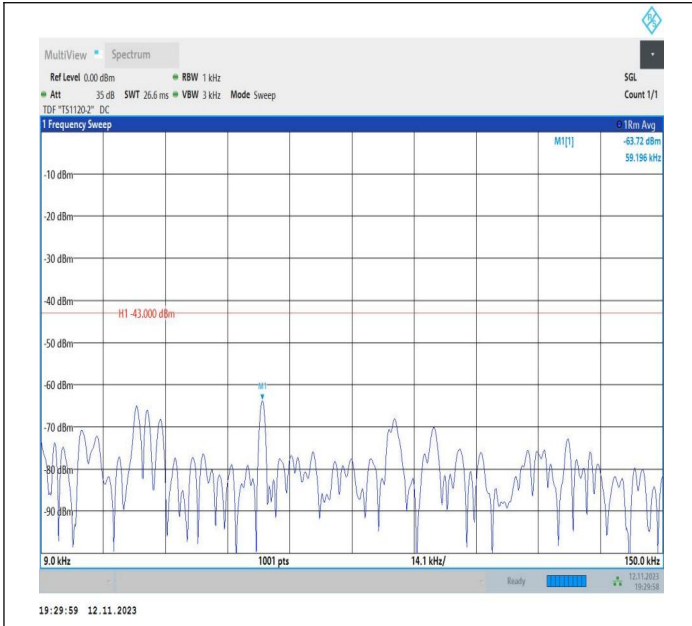 R&S
MultiView Spectrum
Ref Level 0.00 dBm RBW 1 kHz SGL
Att 35 dB SWT 26.6 ms VBW 3 kHz Mode Sweep Count 1/1
TDF "TS1120-2" DC
1 Frequency Sweep 1Rm Avg
M1[1] -63.72 dBm
59.196 kHz
-10 dBm
-20 dBm
-30 dBm
-40 dBm
H1 -43.000 dBm
-50 dBm
-60 dBm
M1
-70 dBm
-80 dBm
-90 dBm
9.0 kHz 1001 pts 14.1 kHz/ 150.0 kHz
Ready 12.11.2023
19:29:58
19:29:59 12.11.2023